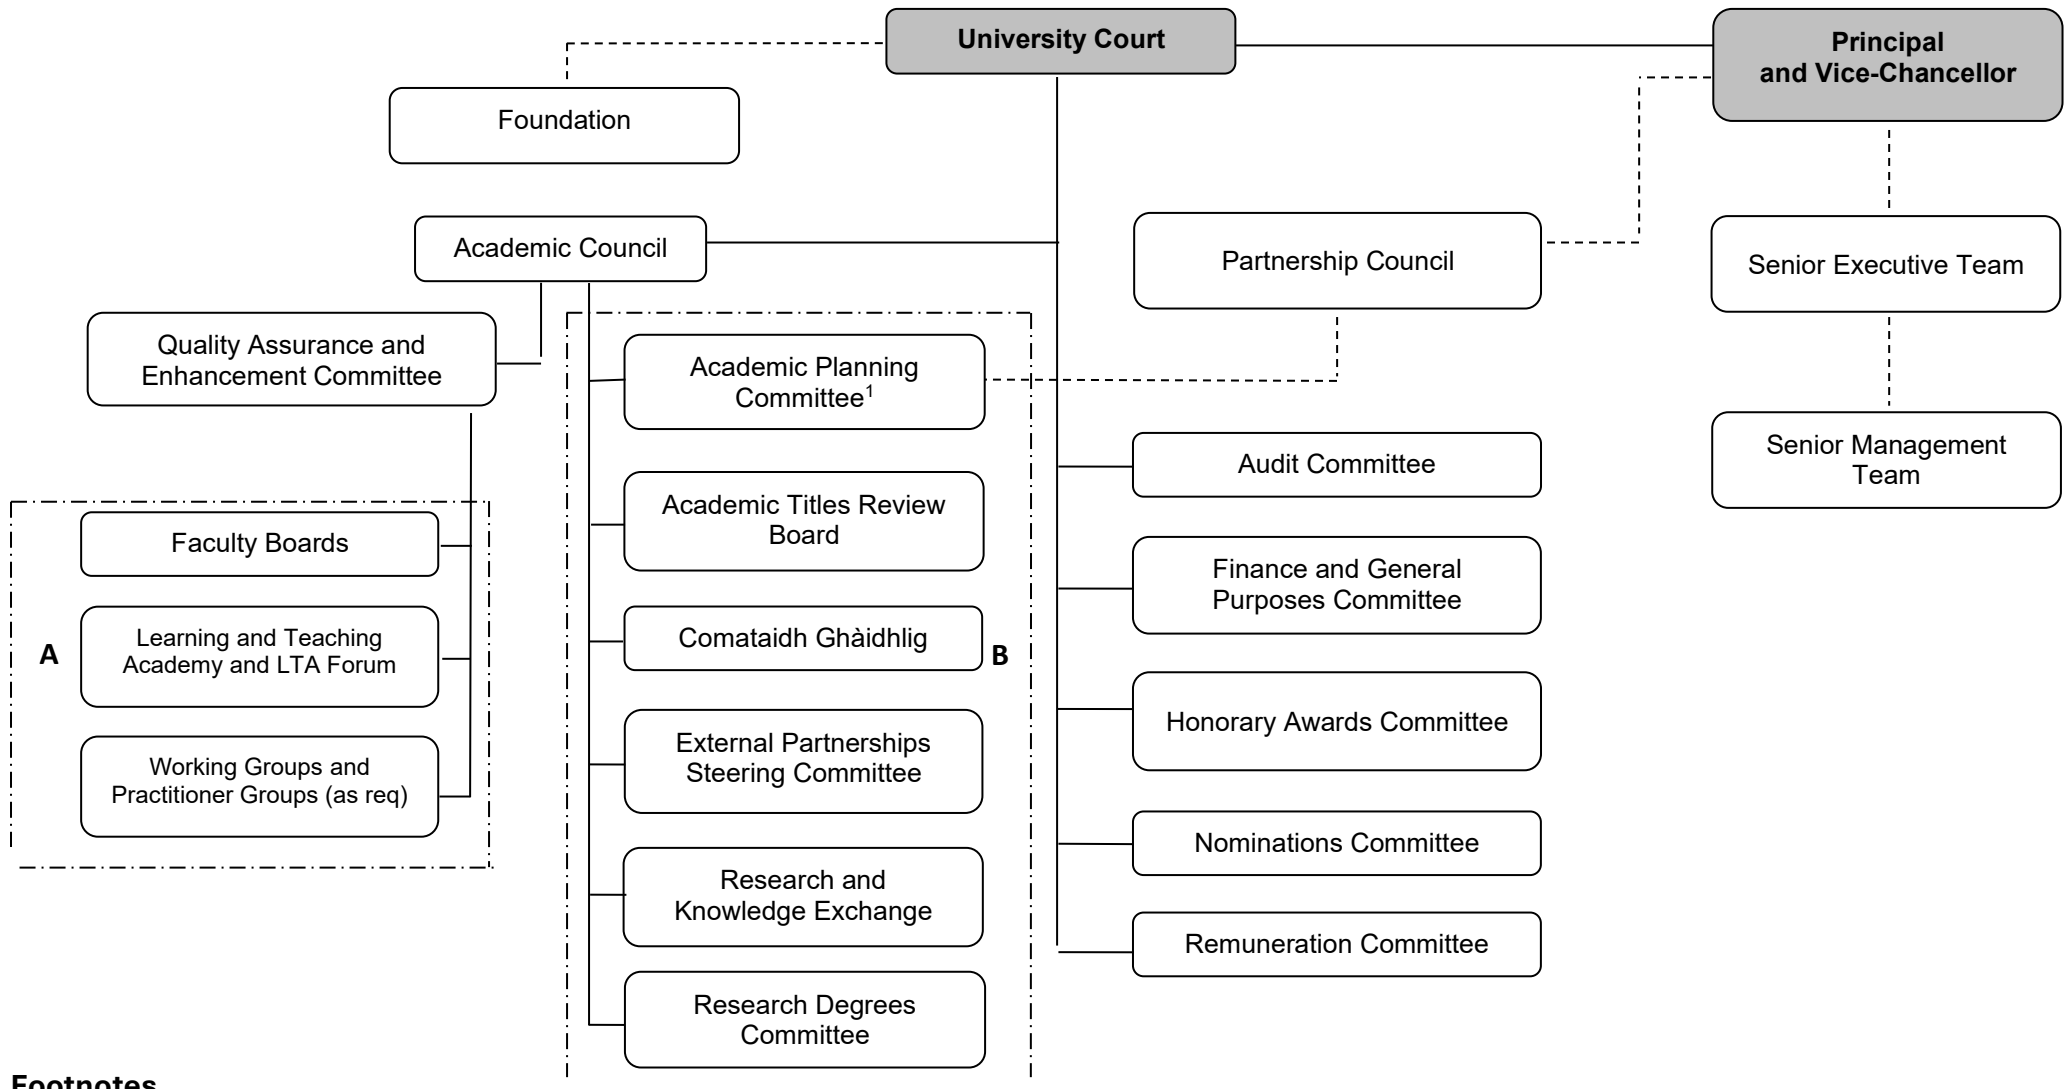 University Court
Principal
and Vice-Chancellor
Foundation
Academic Council
Partnership Council
Senior Executive Team
Quality Assurance and
Enhancement Committee
Academic Planning
Committee¹
Audit Committee
Senior Management
Team
Academic Titles Review
Board
Faculty Boards
Finance and General
Purposes Committee
A
Learning and Teaching
Academy and LTA Forum
Comataidh Ghàidhlig
B
Honorary Awards Committee
External Partnerships
Steering Committee
Working Groups and
Practitioner Groups (as req)
Nominations Committee
Research and
Knowledge Exchange
Remuneration Committee
Research Degrees
Committee
Footnotes